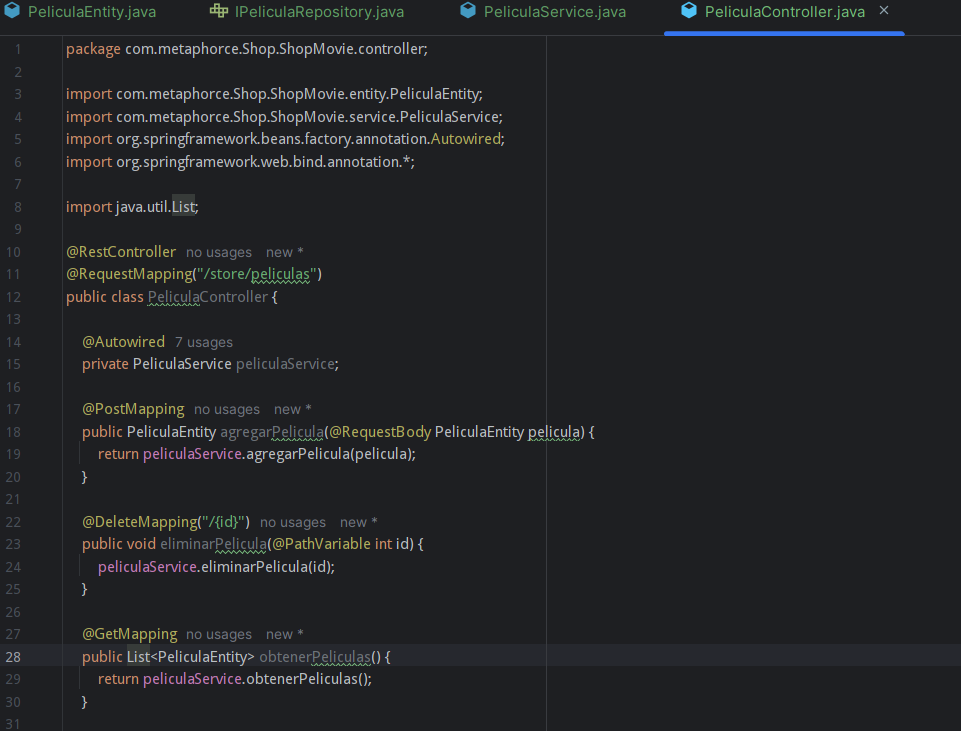 PeliculaEntity.java IPeliculaRepository.java PeliculaService.java PeliculaController.java ×
1 package com.metaphorce.Shop.ShopMovie.controller;
2
3 import com.metaphorce.Shop.ShopMovie.entity.PeliculaEntity;
4 import com.metaphorce.Shop.ShopMovie.service.PeliculaService;
5 import org.springframework.beans.factory.annotation.Autowired;
6 import org.springframework.web.bind.annotation.*;
7
8 import java.util.List;
9
10 @RestController no usages new *
11 @RequestMapping("/store/peliculas")
12 public class PeliculaController {
13
14 @Autowired 7 usages
15 private PeliculaService peliculaService;
16
17 @PostMapping no usages new *
18 public PeliculaEntity agregarPelicula(@RequestBody PeliculaEntity pelicula) {
19 return peliculaService.agregarPelicula(pelicula);
20 }
21
22 @DeleteMapping("/{id}") no usages new *
23 public void eliminarPelicula(@PathVariable int id) {
24 peliculaService.eliminarPelicula(id);
25 }
26
27 @GetMapping no usages new *
28 public List<PeliculaEntity> obtenerPeliculas() {
29 return peliculaService.obtenerPeliculas();
30 }
31